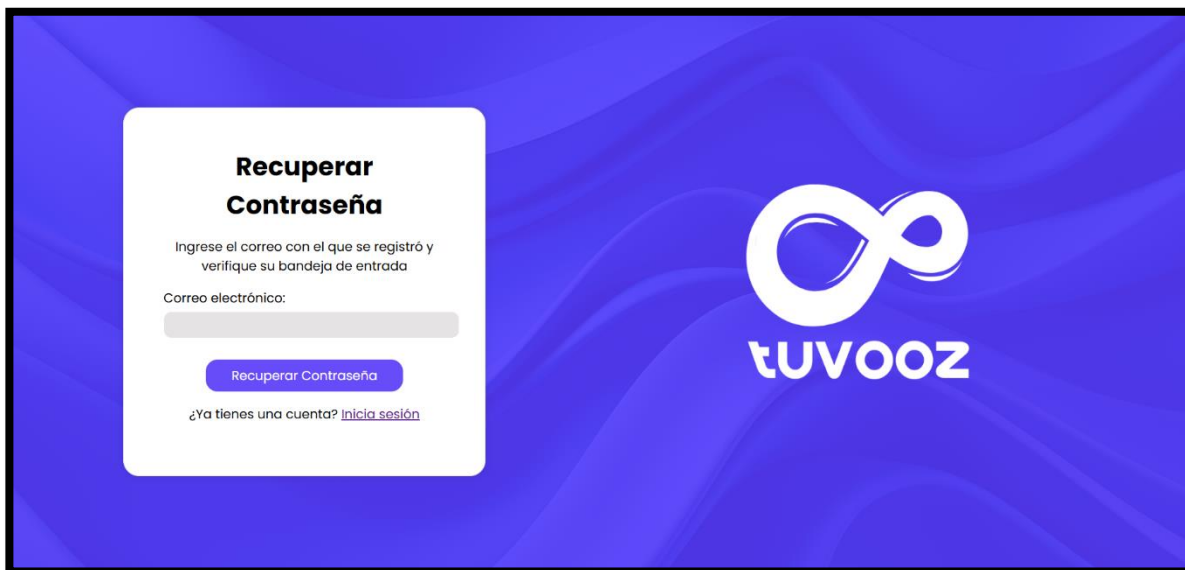 Recuperar
Contraseña
Ingrese el correo con el que se registró y
verifique su bandeja de entrada
Correo electrónico:
Recuperar Contraseña
¿Ya tienes una cuenta? Inicia sesión
tuvooz